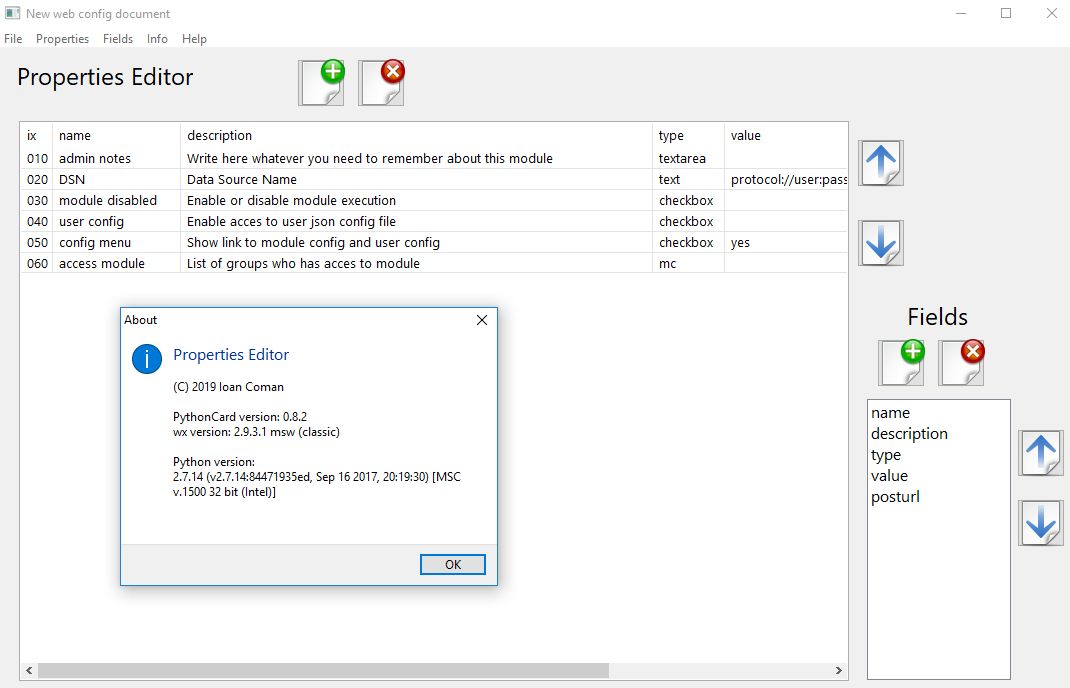 New web config document
File Properties Fields Info Help
Properties Editor
ix name description type value
010 admin notes Write here whatever you need to remember about this module textarea
020 DSN Data Source Name text protocol://user:pass
030 module disabled Enable or disable module execution checkbox
040 user config Enable acces to user json config file checkbox
050 config menu Show link to module config and user config checkbox yes
060 access module List of groups who has acces to module mc
About
Properties Editor
(C) 2019 Ioan Coman
PythonCard version: 0.8.2
wx version: 2.9.3.1 msw (classic)
Python version:
2.7.14 (v2.7.14:84471935ed, Sep 16 2017, 20:19:30) [MSC
v.1500 32 bit (Intel)]
OK
Fields
name
description
type
value
posturl